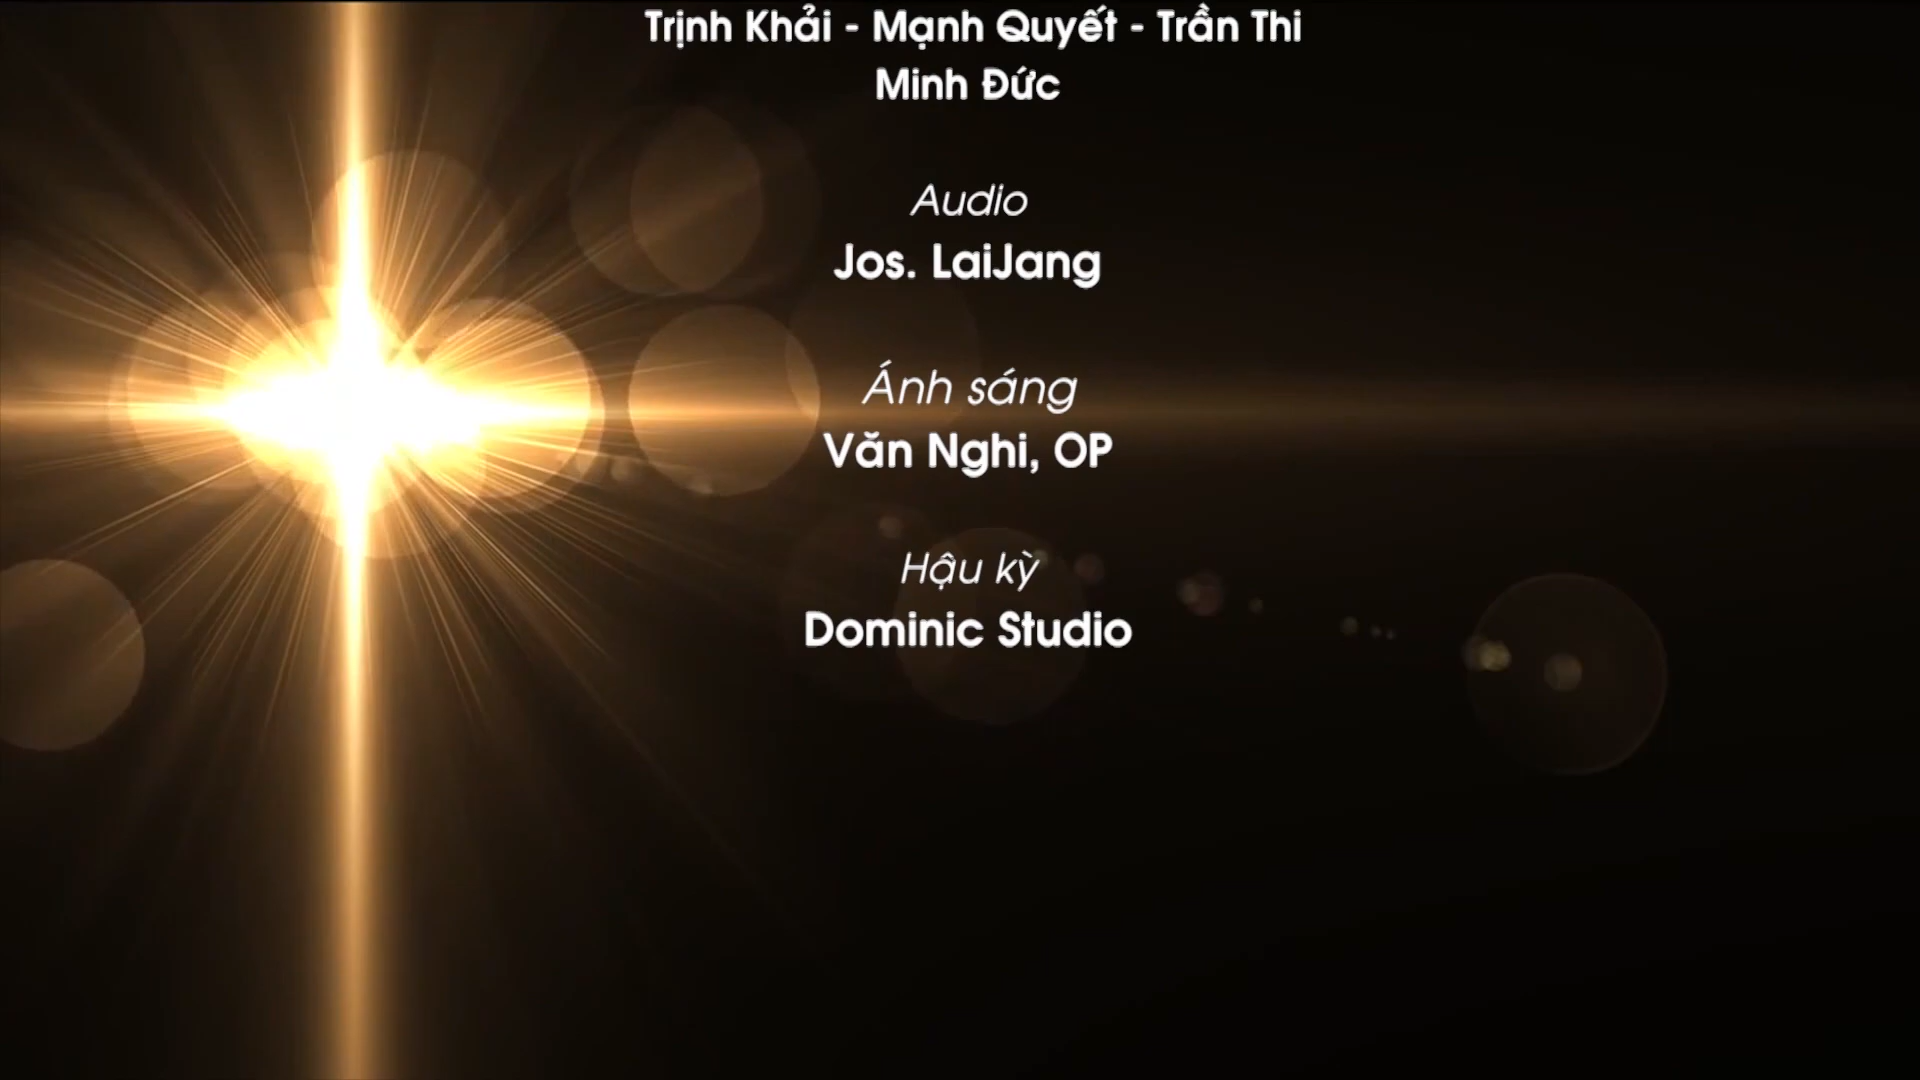 Trịnh Khải - Mạnh Quyết - Trần Thi
Minh Đức
Audio
Jos. LaiJang
Ánh sáng
Văn Nghi, OP
Hậu kỳ
Dominic Studio